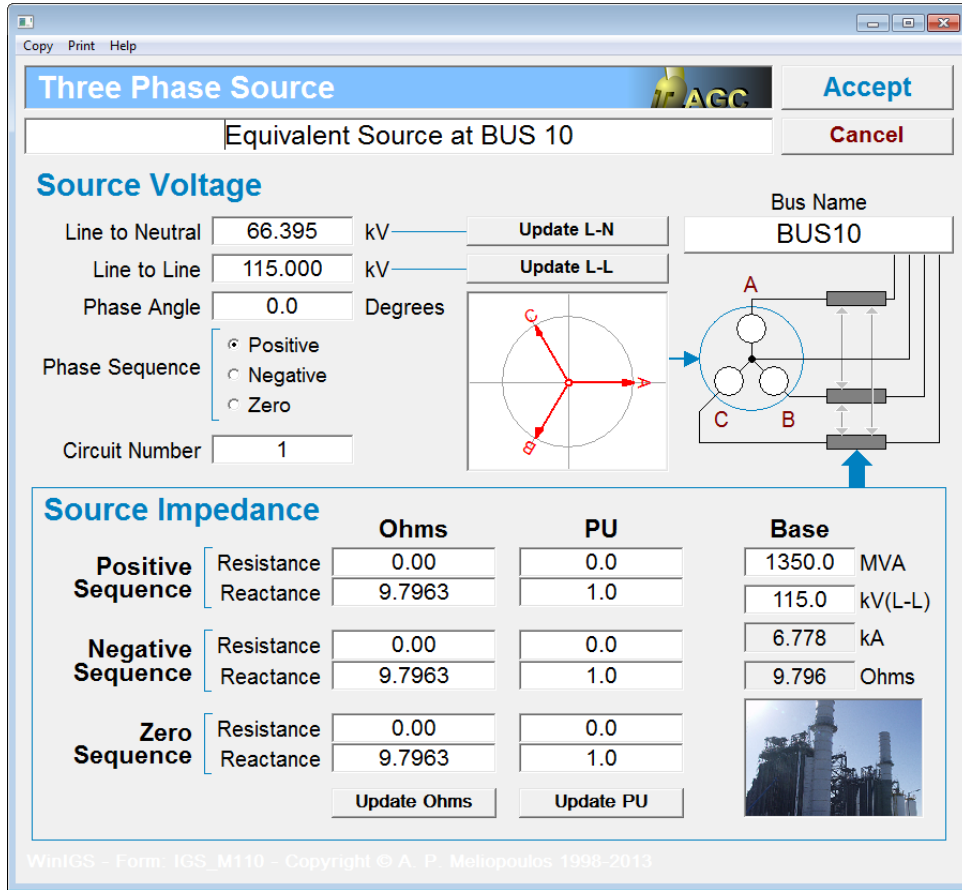 Copy Print Help
Three Phase Source
AGC
Accept
Equivalent Source at BUS 10
Cancel
Source Voltage
Bus Name
Line to Neutral 66.395 kV Update L-N
BUS10
Line to Line 115.000 kV Update L-L
Phase Angle 0.0 Degrees
Phase Sequence
Positive
Negative
Zero
Circuit Number 1
C
A
B
A
C
B
Source Impedance
Ohms PU Base
Positive Sequence
Resistance 0.00 0.0 1350.0 MVA
Reactance 9.7963 1.0 115.0 kV(L-L)
Negative Sequence
Resistance 0.00 0.0 6.778 kA
Reactance 9.7963 1.0 9.796 Ohms
Zero Sequence
Resistance 0.00 0.0
Reactance 9.7963 1.0
Update Ohms Update PU
WinIGS - Form: IGS_M110 - Copyright © A. P. Meliopoulos 1998-2013